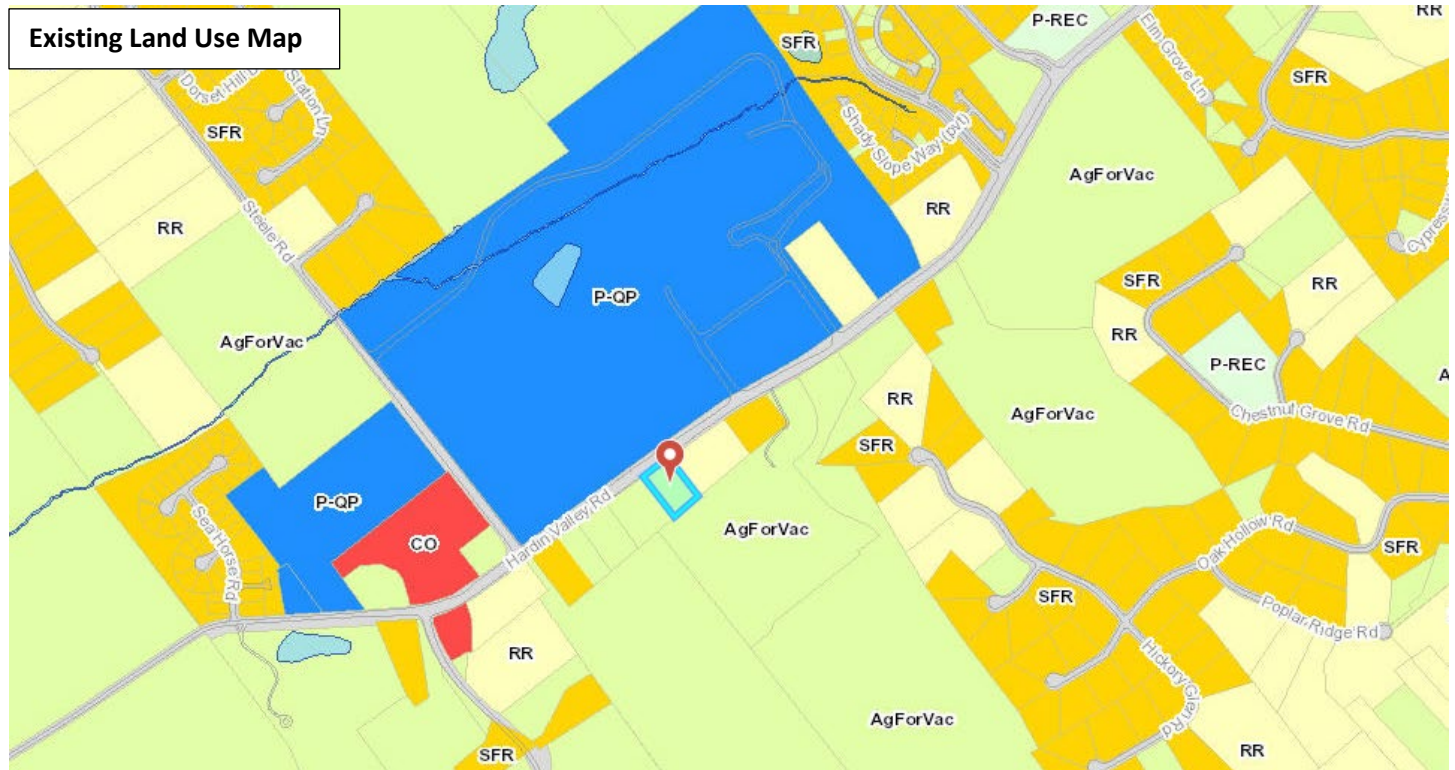 Existing Land Use Map
P-REC
RR
SFR
Elm Grove Ln
Station Ln
SFR
SFR
Shady Slope Way (pvt)
AgForVac
RR
RR
Steele Rd
SFR
RR
P-QP
AgForVac
RR
P-REC
RR
AgForVac
Chestnut Grove Rd
SFR
P-QP
Sea Horse Rd
CO
Hardin Valley Rd
AgForVac
Oak Hollow Rd
SFR
SFR
Poplar Ridge Rd
RR
Hickory Glen Rd
AgForVac
SFR
RR